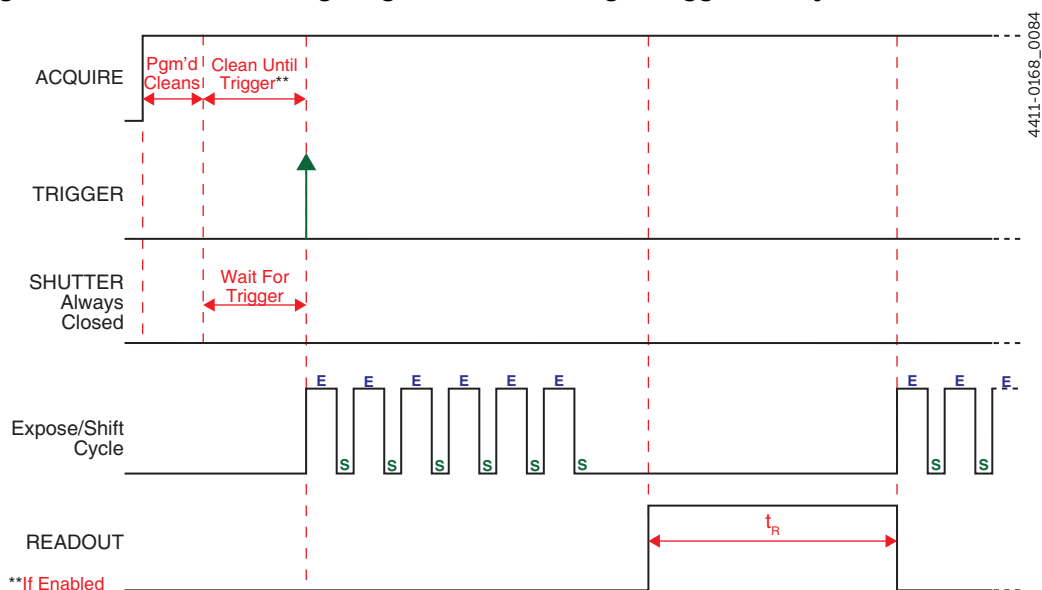 4411-0168_0084
ACQUIRE
Pgm'd
Cleans
Clean Until
Trigger**
TRIGGER
SHUTTER
Always
Closed
Wait For
Trigger
Expose/Shift
Cycle
E E E E E E E E E
S S S S S S S S
READOUT
tR
**If Enabled